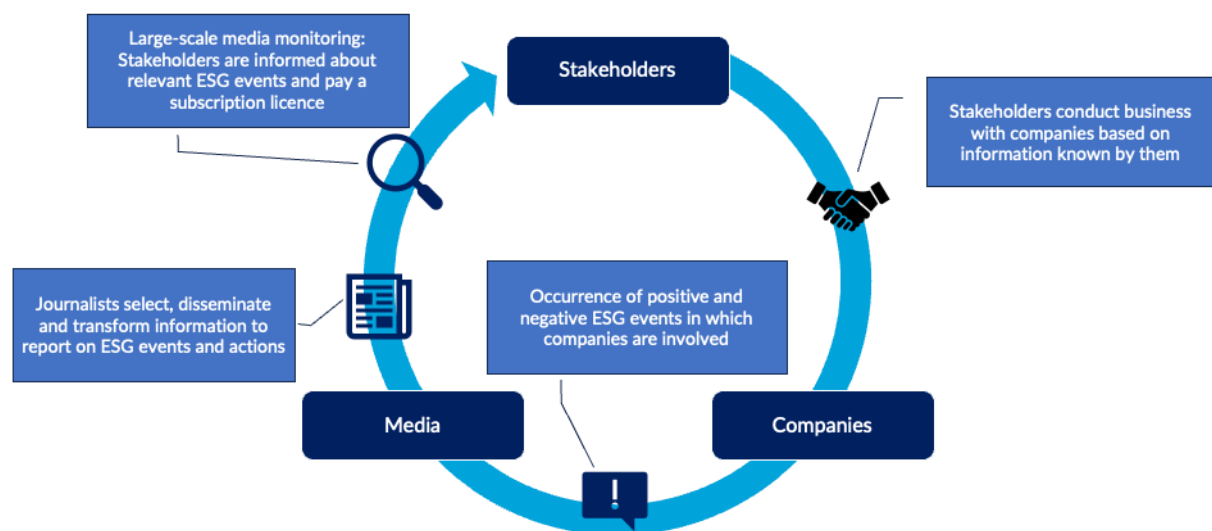 Large-scale media monitoring:
Stakeholders are informed about
relevant ESG events and pay a
subscription licence
Stakeholders
Stakeholders conduct business
with companies based on
information known by them
Journalists select, disseminate
and transform information to
report on ESG events and actions
Occurrence of positive and
negative ESG events in which
companies are involved
Media
Companies
!